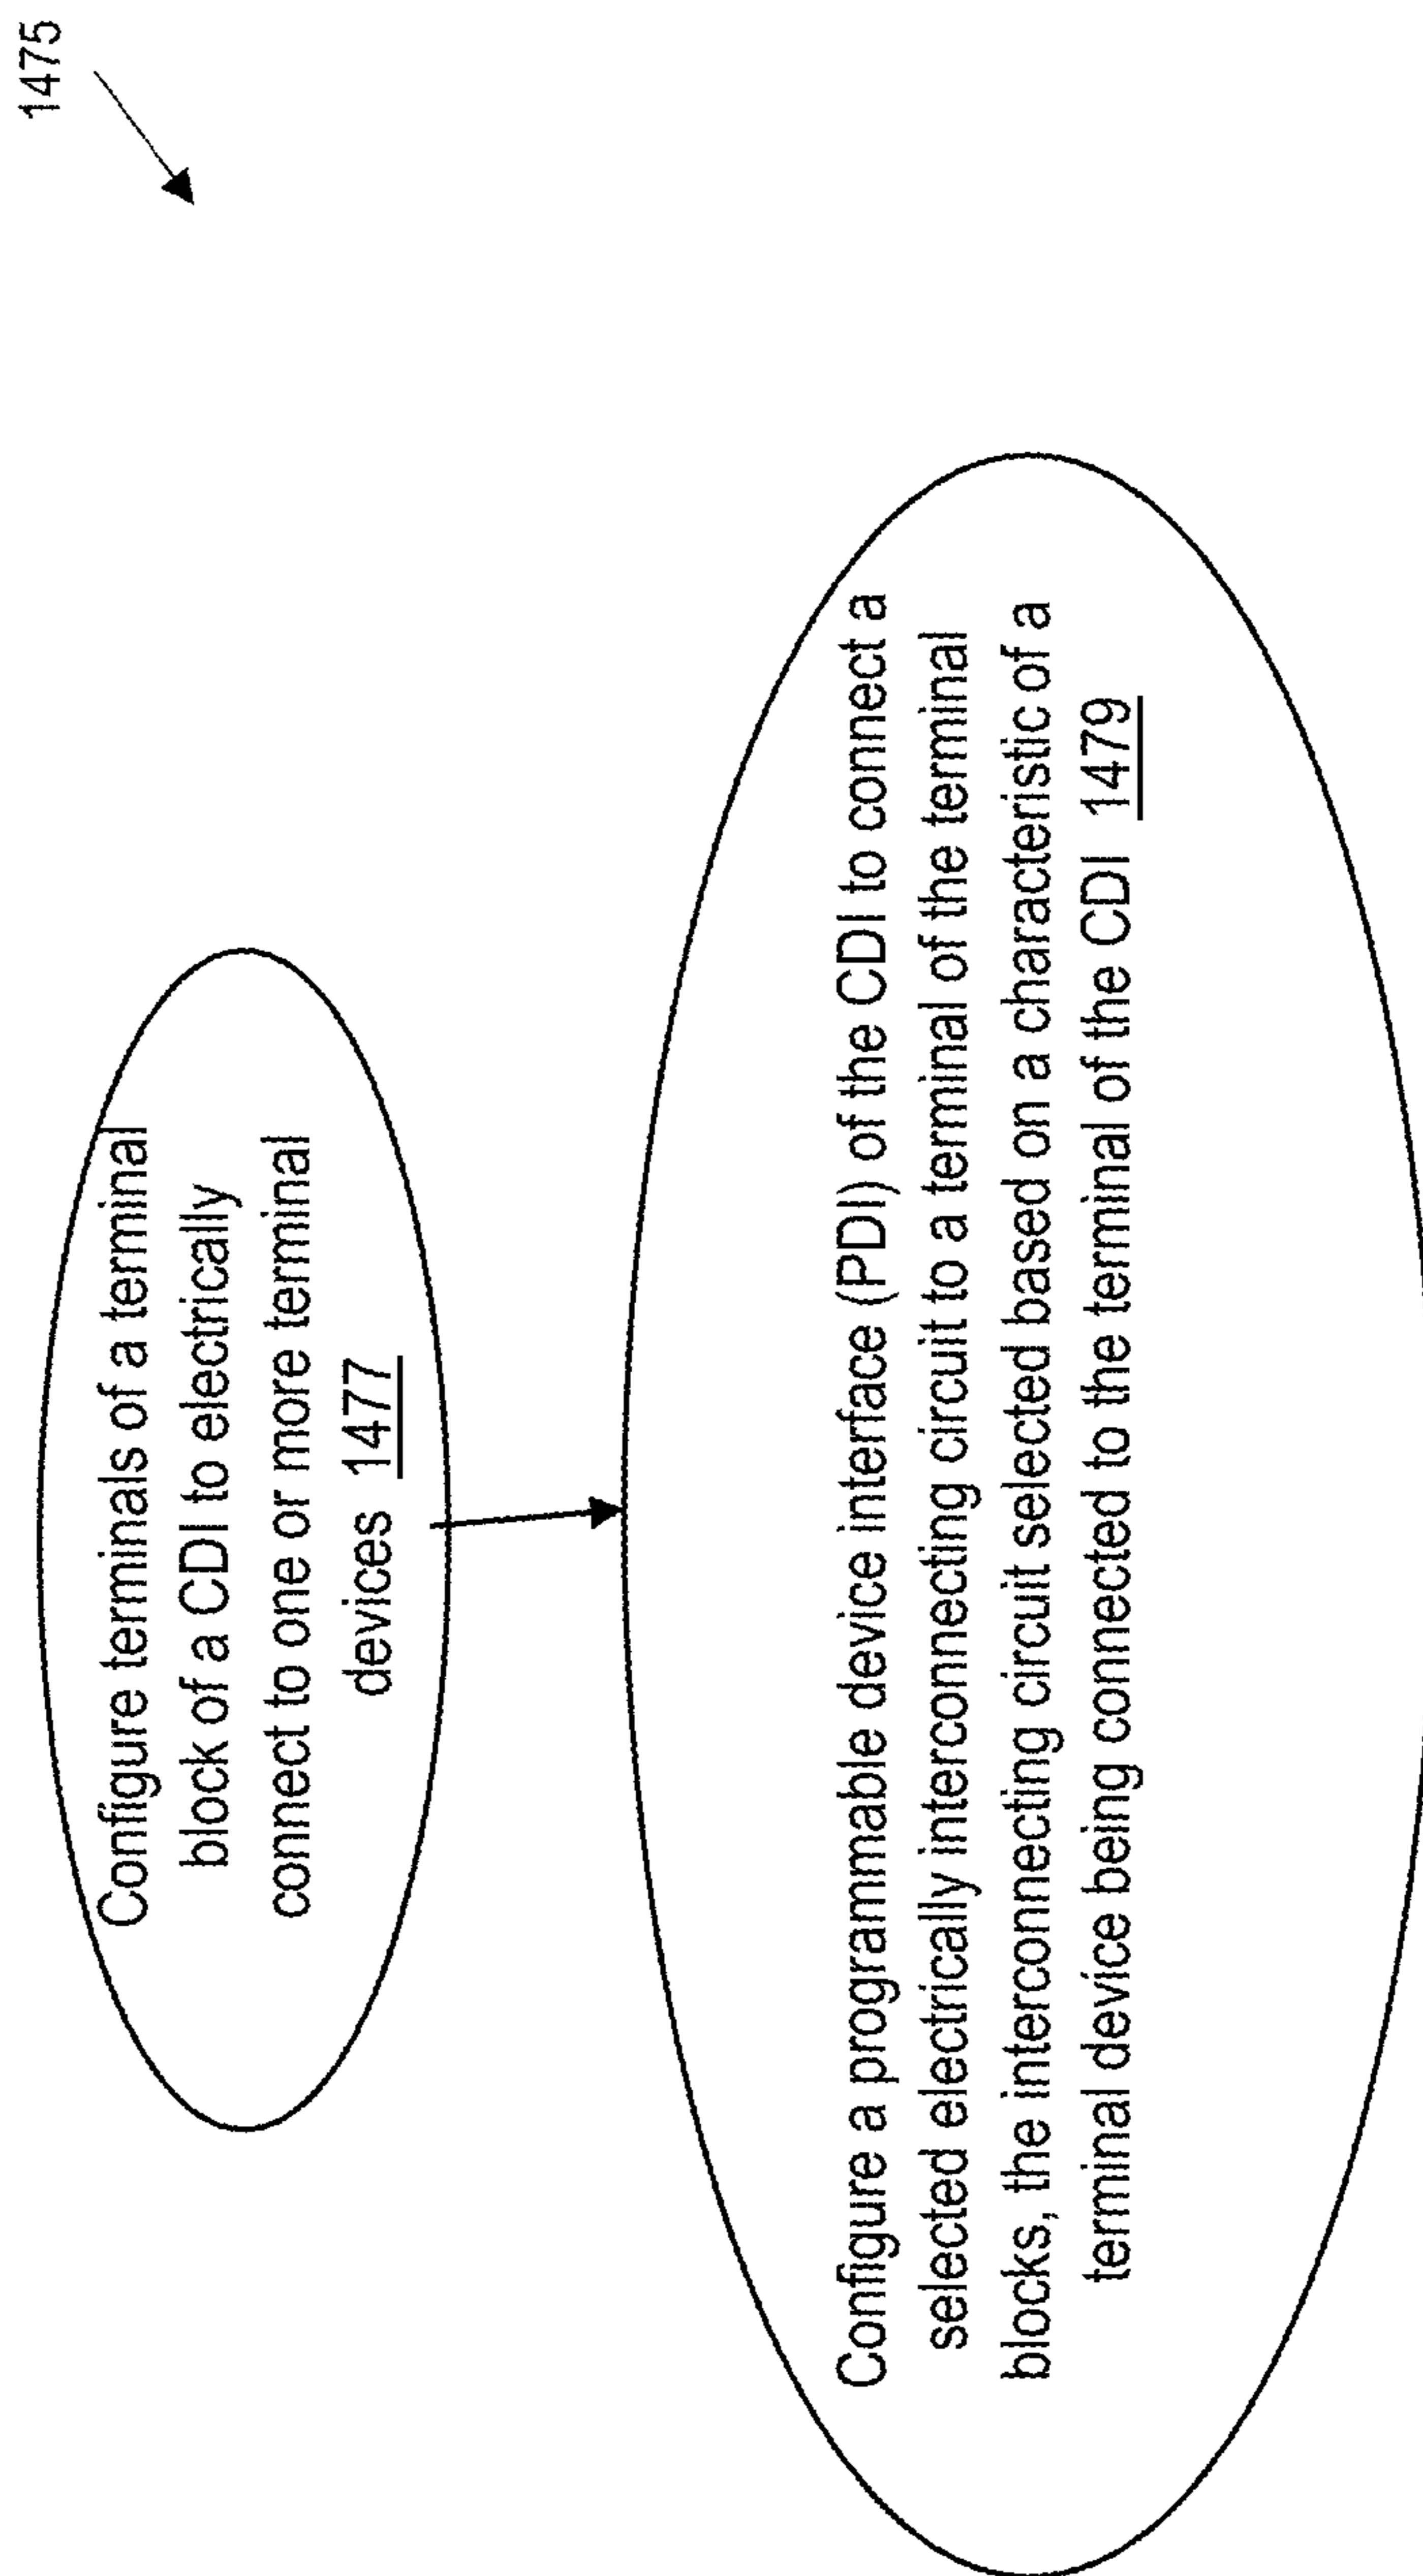 1475
Configure terminals of a terminal
block of a CDI to electrically
connect to one or more terminal
devices 1477
Configure a programmable device interface (PDI) of the CDI to connect a
selected electrically interconnecting circuit to a terminal of the terminal
blocks, the interconnecting circuit selected based on a characteristic of a
terminal device being connected to the terminal of the CDI 1479